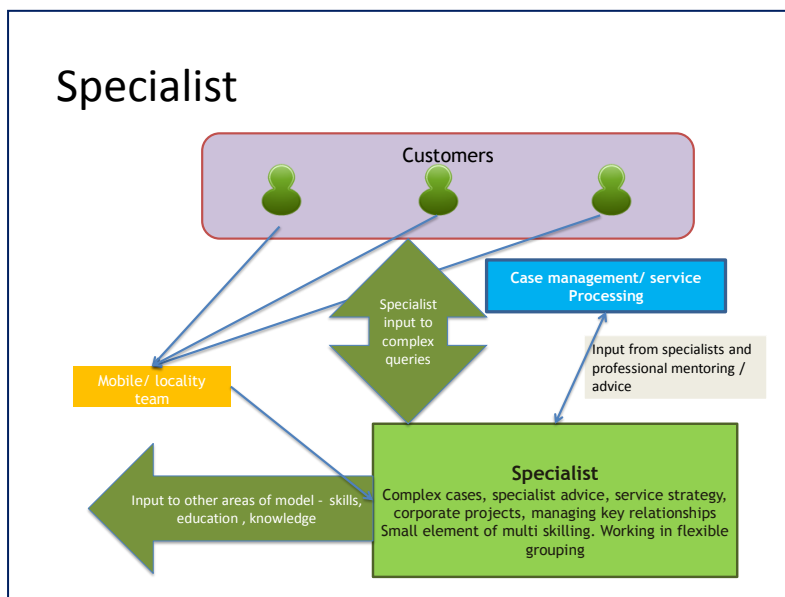 Specialist
Customers
Case management/ service
Processing
Specialist
input to
complex
queries
Input from specialists and
professional mentoring /
advice
Mobile/ locality
team
Specialist
Complex cases, specialist advice, service strategy,
corporate projects, managing key relationships
Small element of multi skilling. Working in flexible
grouping
Input to other areas of model - skills,
education , knowledge